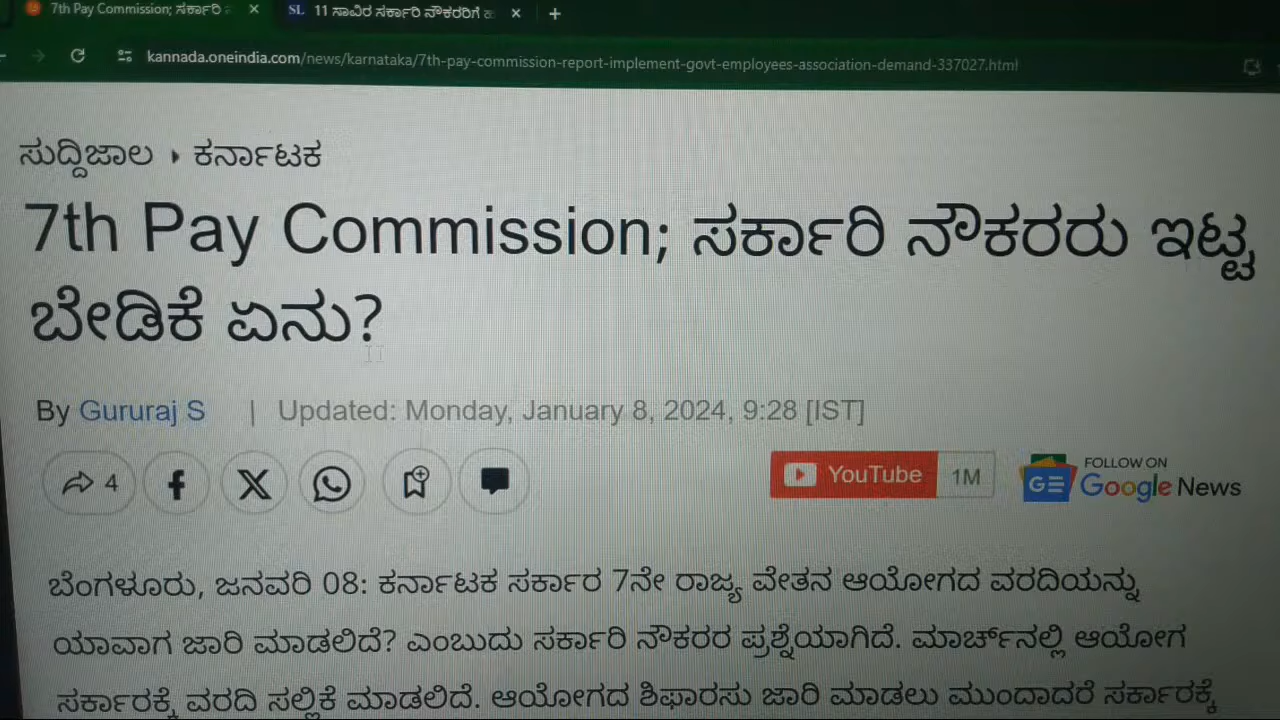 7th Pay Commission; ಸರ್ಕಾರಿ
SL 11 ಸಾವಿರ ಸರ್ಕಾರಿ ನೌಕರರಿಗೆ
kannada.oneindia.com/news/karnataka/7th-pay-commission-report-implement-govt-employees-association-demand-337027.html
ಸುದ್ದಿಜಾಲ ಕರ್ನಾಟಕ
7th Pay Commission; ಸರ್ಕಾರಿ ನೌಕರರು ಇಟ್ಟ
ಬೇಡಿಕೆ ಏನು?
By Gururaj S | Updated: Monday, January 8, 2024, 9:28 [IST]
4
YouTube 1M
FOLLOW ON
Google News
ಬೆಂಗಳೂರು, ಜನವರಿ 08: ಕರ್ನಾಟಕ ಸರ್ಕಾರ 7ನೇ ರಾಜ್ಯ ವೇತನ ಆಯೋಗದ ವರದಿಯನ್ನು
ಯಾವಾಗ ಜಾರಿ ಮಾಡಲಿದೆ? ಎಂಬುದು ಸರ್ಕಾರಿ ನೌಕರರ ಪ್ರಶ್ನೆಯಾಗಿದೆ. ಮಾರ್ಚ್‌ನಲ್ಲಿ ಆಯೋಗ
ಸರ್ಕಾರಕ್ಕೆ ವರದಿ ಸಲ್ಲಿಕೆ ಮಾಡಲಿದೆ. ಆಯೋಗದ ಶಿಫಾರಸು ಜಾರಿ ಮಾಡಲು ಮುಂದಾದರೆ ಸರ್ಕಾರಕ್ಕೆ